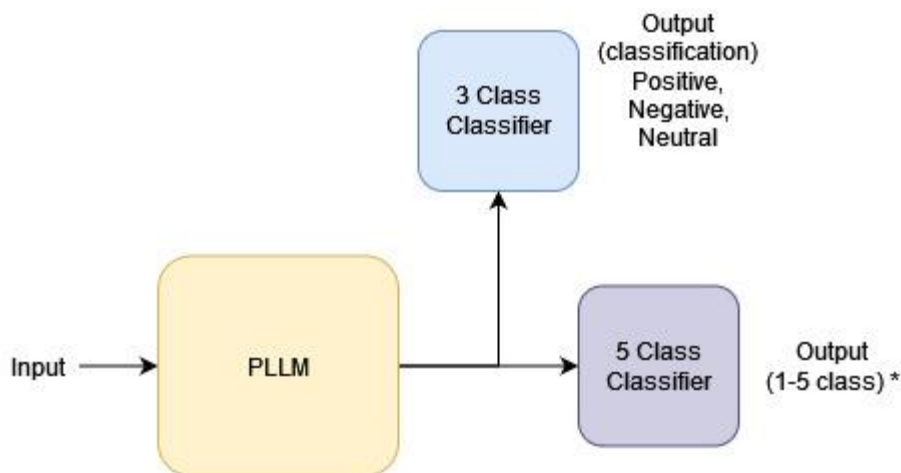 Output
(classification)
Positive,
Negative,
Neutral
3 Class
Classifier
Input
PLLM
5 Class
Classifier
Output
(1-5 class) *